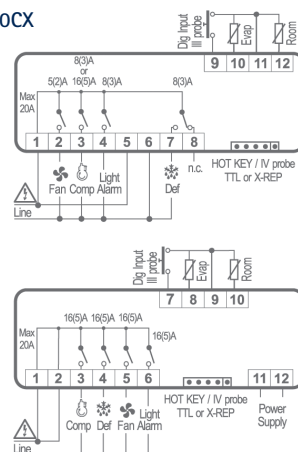 0CX
Dig Input
III probe
Evap
Room
9 10 11 12
8(3)A
or
5(2)A 16(5)A 8(3)A 8(3)A
Max
20A
1 2 3 4 5 6 7 8
n.c.
HOT KEY / IV probe
TTL or X-REP
Fan Comp Light Alarm Def
Line
Dig Input
III probe
Evap
Room
7 8 9 10
16(5)A 16(5)A 16(5)A
16(5)A
Max
20A
1 2 3 4 5 6
11 12
HOT KEY / IV probe
TTL or X-REP
Power
Supply
Comp Def Fan Light Alarm
Line